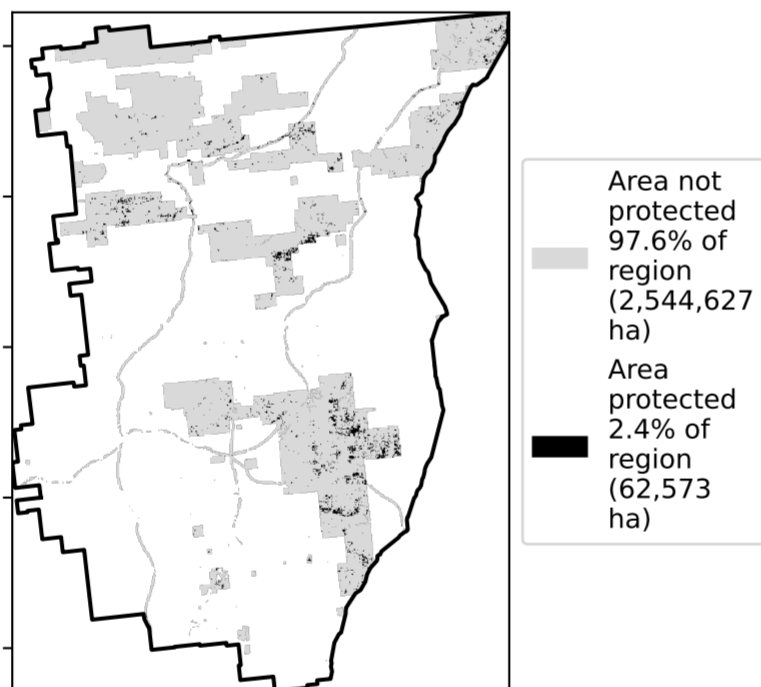 Area not
protected
97.6% of
region
(2,544,627
ha)
Area
protected
2.4% of
region
(62,573
ha)